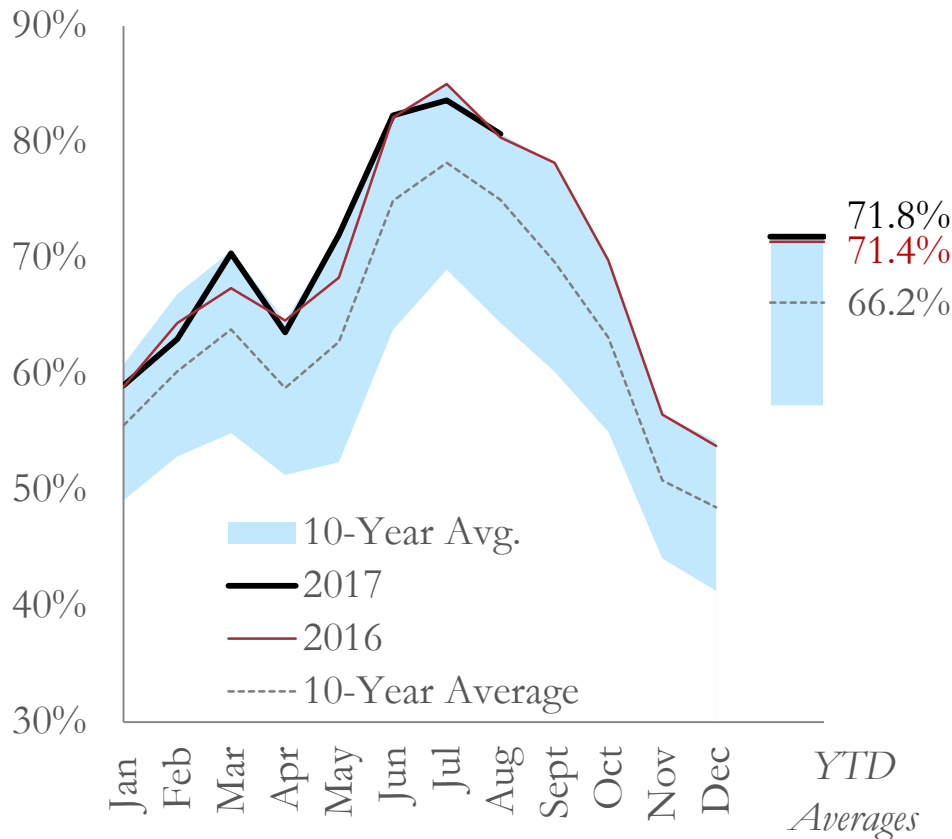 90%
80%
70%
60%
50%
40%
30%
10-Year Avg.
2017
2016
10-Year Average
71.8%
71.4%
66.2%
Jan
Feb
Mar
Apr
May
Jun
Jul
Aug
Sept
Oct
Nov
Dec
YTD
Averages